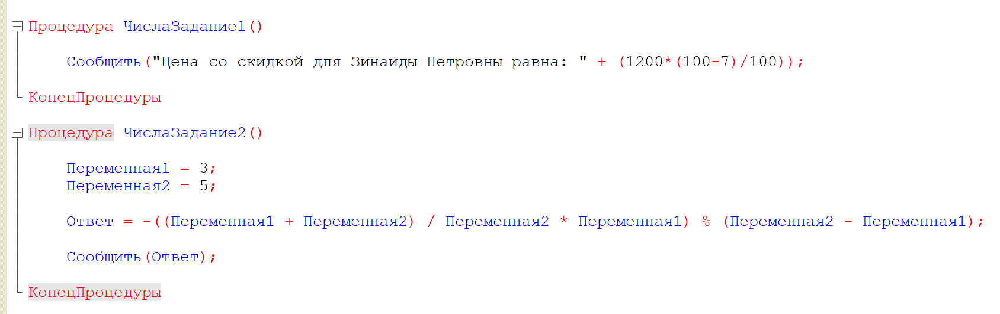 Процедура ЧислаЗадание1()
Сообщить("Цена со скидкой для Зинаиды Петровны равна: " + (1200*(100-7)/100));
КонецПроцедуры
Процедура ЧислаЗадание2()
Переменная1 = 3;
Переменная2 = 5;
Ответ = -((Переменная1 + Переменная2) / Переменная2 * Переменная1) % (Переменная2 - Переменная1);
Сообщить(Ответ);
КонецПроцедуры